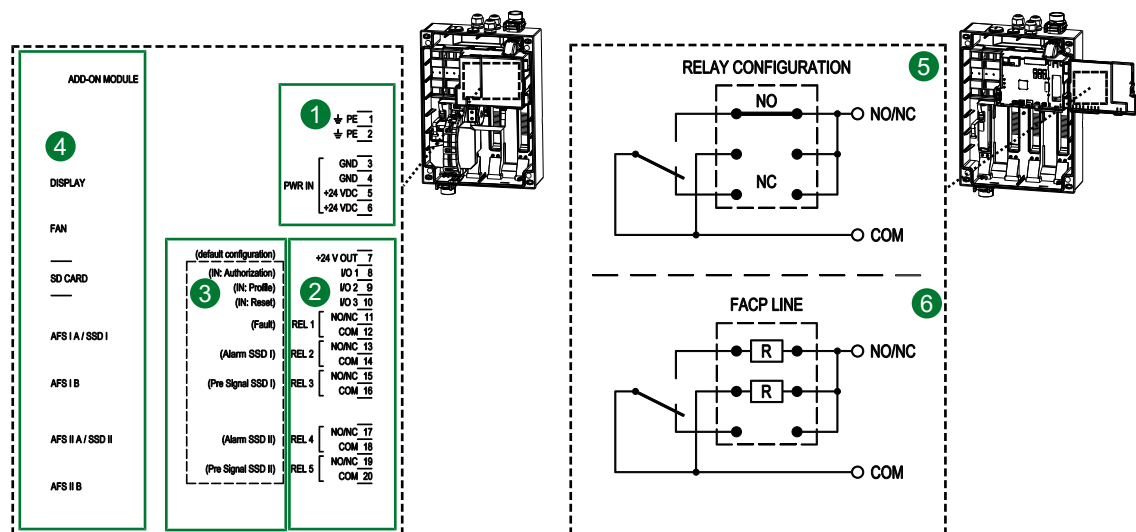 4
ADD-ON MODULE
DISPLAY
FAN
SD CARD
AFS I A / SSD I
AFS I B
AFS II A / SSD II
AFS II B
1
PE 1
PE 2
PWR IN
GND 3
GND 4
+24 VDC 5
+24 VDC 6
3
(default configuration)
(IN: Authorization)
(IN: Profile)
(IN: Reset)
(Fault)
(Alarm SSD I)
(Pre Signal SSD I)
(Alarm SSD II)
(Pre Signal SSD II)
2
+24 V OUT 7
I/O 1 8
I/O 2 9
I/O 3 10
REL 1
NO/NC 11
COM 12
REL 2
NO/NC 13
COM 14
REL 3
NO/NC 15
COM 16
REL 4
NO/NC 17
COM 18
REL 5
NO/NC 19
COM 20
RELAY CONFIGURATION
5
NO
NO/NC
NC
COM
FACP LINE
6
R
NO/NC
R
COM